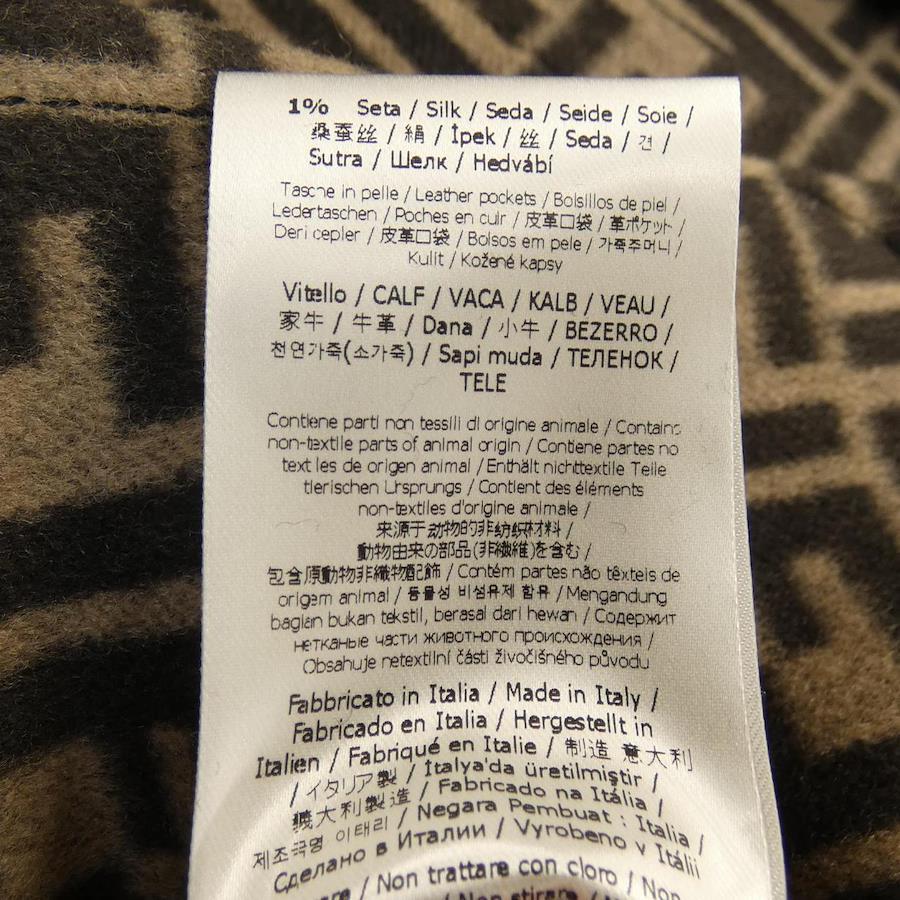 1% Seta / Silk / Seda / Seide / Soie /
桑蚕丝 / 絹 / İpek / 丝 / Seda / 견 /
Sutra / Шелк / Hedvábí
Tasche in pelle / Leather pockets / Bolsillos de piel /
Ledertaschen / Poches en cuir / 皮革口袋 / 革ポケット /
Deri cepler / 皮革口袋 / Bolsos em pele / 가죽주머니 /
Kulit / Kožené kapsy
Vitello / CALF / VACA / KALB / VEAU /
家牛 / 牛革 / Dana / 小牛 / BEZERRO /
천연가죽(소가죽) / Sapi muda / ТЕЛЕНОК /
TELE
Contiene parti non tessili di origine animale / Contains
non-textile parts of animal origin / Contiene partes no
text les de origen animal / Enthält nichttextile Teile
tierischen Ursprungs / Contient des éléments
non-textiles d'origine animale /
来源于动物的非纺织材料 /
動物由来の部品(非繊維)を含む /
包含原動物非織物配飾 / Contém partes não têxteis de
origem animal / 동물성 비섬유제 함유 / Mengandung
bagian bukan tekstil, berasal dari hewan / Содержит
нетканые части животного происхождения /
Obsahuje netextilní části živočišného původu
Fabbricato in Italia / Made in Italy /
Fabricado en Italia / Hergestellt in
Italien / Fabriqué en Italie / 制造 意大利
/ イタリア製 / İtalya'da üretilmiştir /
義大利製造 / Fabricado na Itália /
제조국명 이태리 / Negara Pembuat : Italia /
Сделано в Италии / Vyrobeno v Itálii
/ Non trattare con cloro / Non
/ Non stirare /